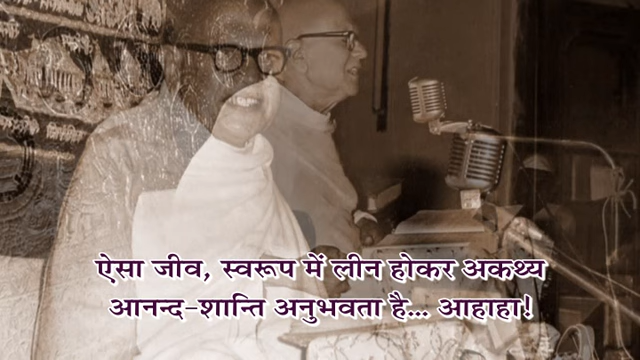 ऐसा जीव, स्वरूप में लीन होकर अकथ्य
आनन्द-शान्ति अनुभवता है... आहाहा!